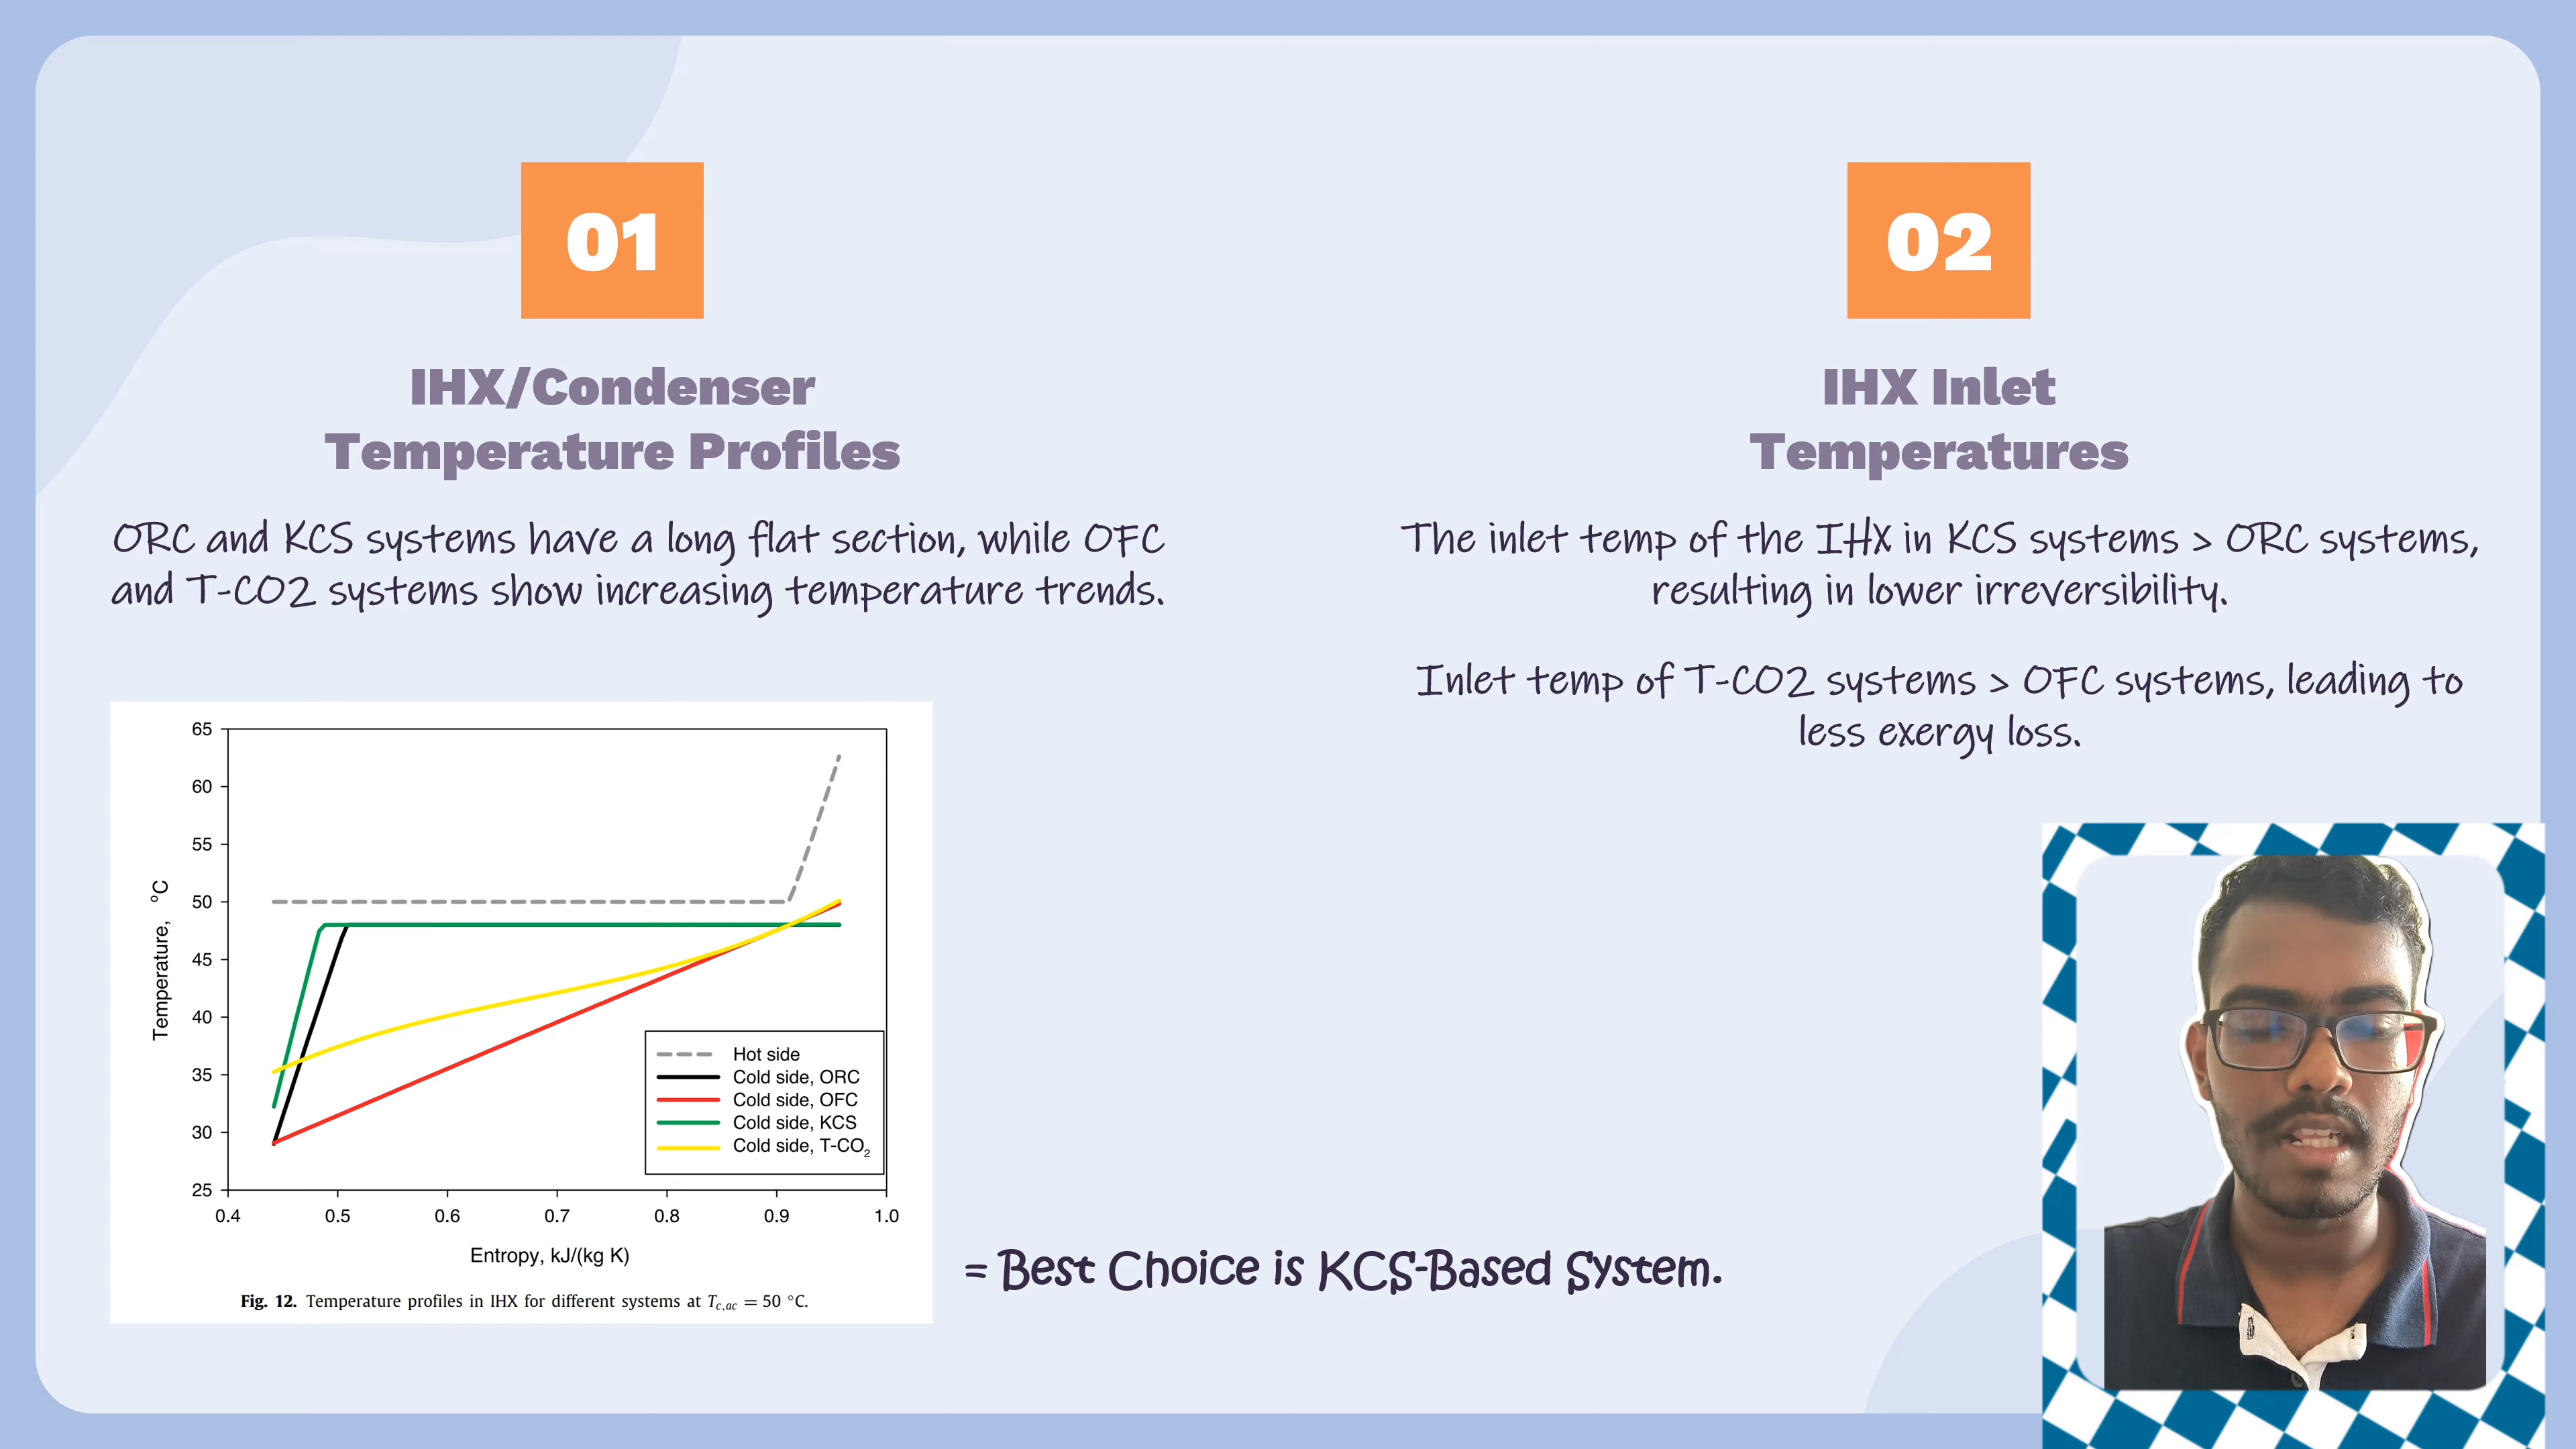 01
IHX/Condenser
Temperature Profiles
ORC and KCS systems have a long flat section, while OFC
and T-CO2 systems show increasing temperature trends.
65
60
55
50
45
40
35
30
25
Temperature, °C
Hot side
Cold side, ORC
Cold side, OFC
Cold side, KCS
Cold side, T-CO₂
0.4 0.5 0.6 0.7 0.8 0.9 1.0
Entropy, kJ/(kg K)
Fig. 12. Temperature profiles in IHX for different systems at Tc,ac = 50 °C.
02
IHX Inlet
Temperatures
The inlet temp of the IHX in KCS systems > ORC systems,
resulting in lower irreversibility.
Inlet temp of T-CO2 systems > OFC systems, leading to
less exergy loss.
= Best Choice is KCS-Based System.